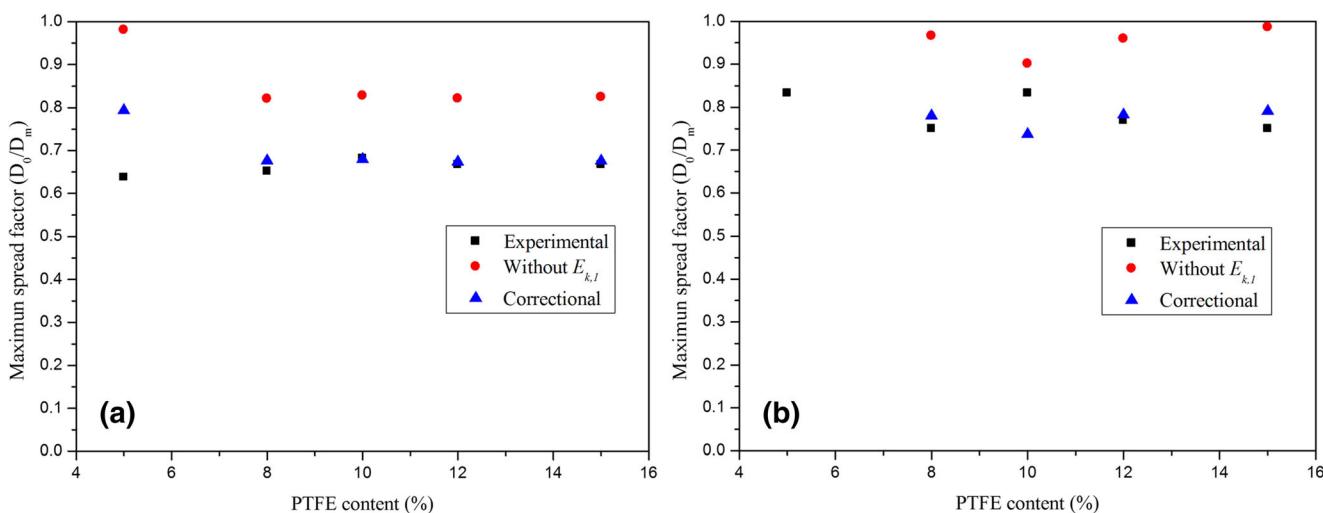 Maximun spread factor (D0/Dm)
1.0
0.9
0.8
0.7
0.6
0.5
0.4
0.3
0.2
0.1
0.0
Experimental
Without Ek,1
Correctional
(a)
4 6 8 10 12 14 16
PTFE content (%)
Maximun spread factor (D0/Dm)
1.0
0.9
0.8
0.7
0.6
0.5
0.4
0.3
0.2
0.1
0.0
Experimental
Without Ek,1
Correctional
(b)
4 6 8 10 12 14 16
PTFE content (%)